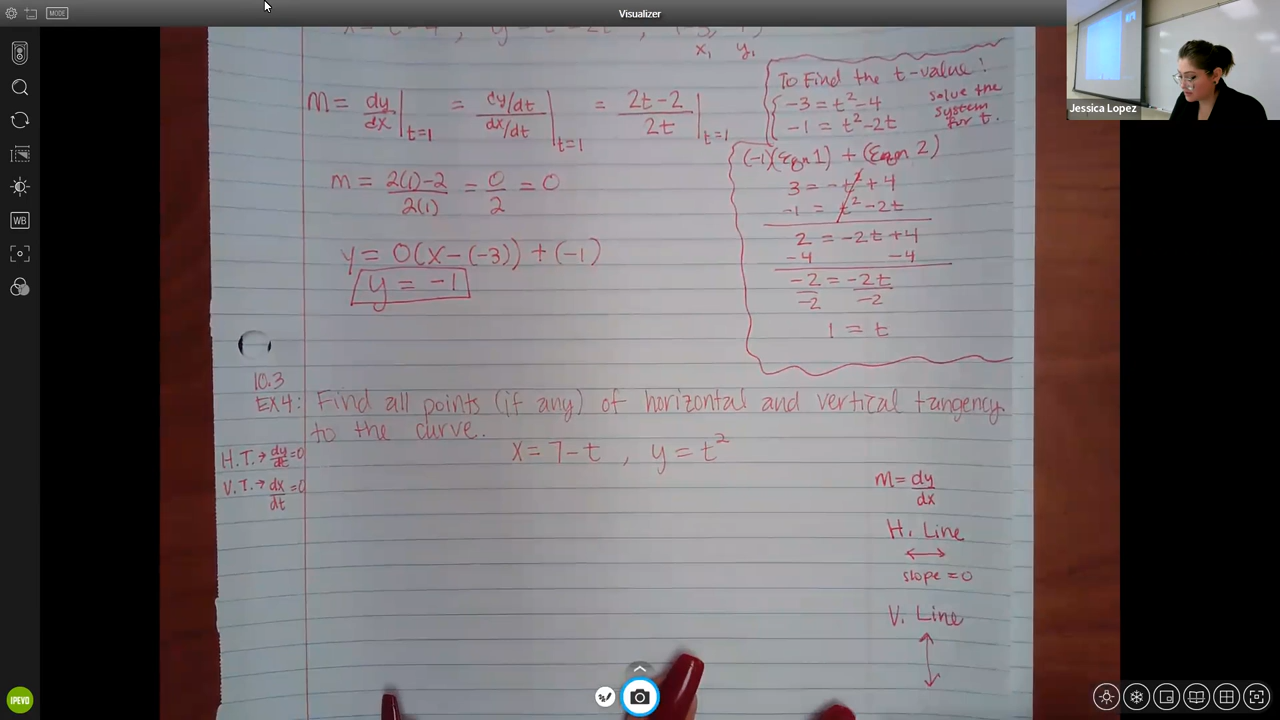 MODE
Visualizer
Jessica Lopez
WB
IPEVO
x₁ y₁
m = dy/dx |t=1 = dy/dt / dx/dt |t=1 = 2t-2 / 2t |t=1
m = 2(1)-2 / 2(1) = 0/2 = 0
y = 0(x-(-3)) + (-1)
y = -1
To Find the t-value!
-3 = t²-4
-1 = t²-2t
solve the
system
for t.
(-1)(Eqn 1) + (Eqn 2)
3 = -t²+4
-1 = t²-2t
2 = -2t+4
-4 -4
-2 = -2t
-2 -2
1 = t
10.3
EX4: Find all points (if any) of horizontal and vertical tangency
to the curve.
x = 7-t , y = t²
H.T. → dy/dt = 0
V.T. → dx/dt = 0
m = dy/dx
H. Line
slope = 0
V. Line